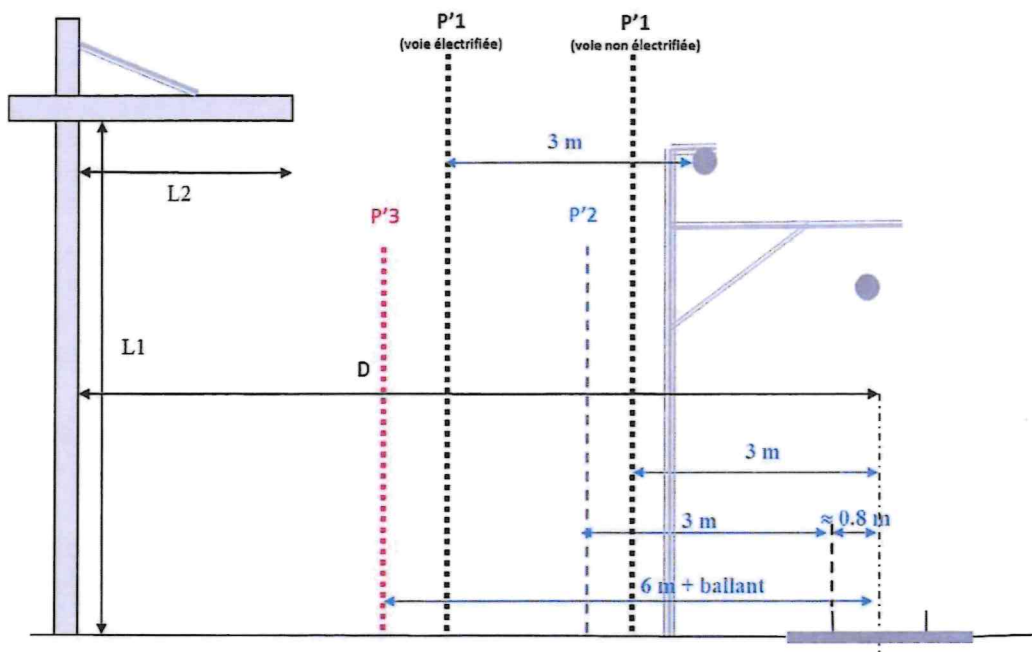 P'1
(voie électrifiée)
P'1
(voie non électrifiée)
3 m
L2
P'3
P'2
L1
D
3 m
3 m
≈ 0.8 m
6 m + ballant